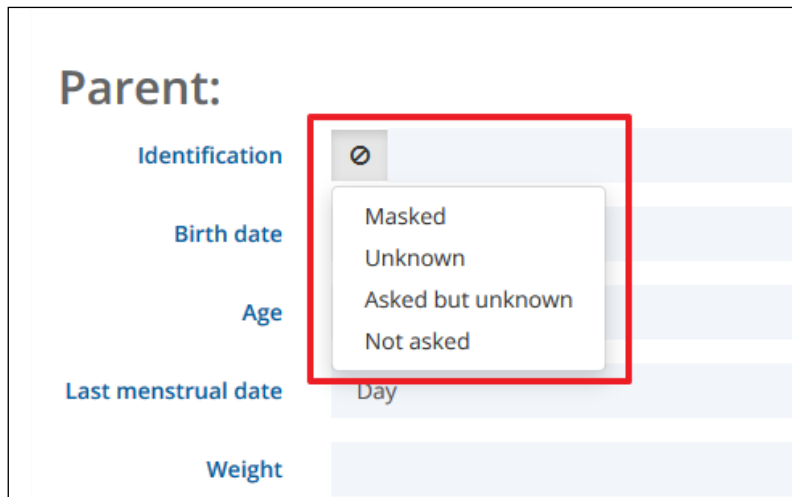 Parent:
Identification
Masked
Birth date
Unknown
Asked but unknown
Age
Not asked
Last menstrual date
Day
Weight